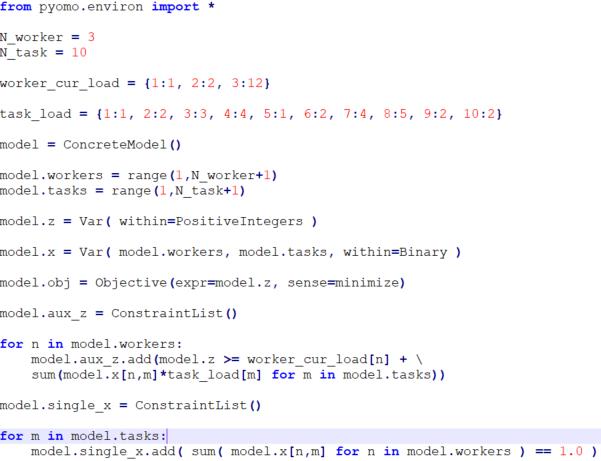 from pyomo.environ import *
N_worker = 3
N_task = 10
worker_cur_load = {1:1, 2:2, 3:12}
task_load = {1:1, 2:2, 3:3, 4:4, 5:1, 6:2, 7:4, 8:5, 9:2, 10:2}
model = ConcreteModel()
model.workers = range(1,N_worker+1)
model.tasks = range(1,N_task+1)
model.z = Var( within=PositiveIntegers )
model.x = Var( model.workers, model.tasks, within=Binary )
model.obj = Objective(expr=model.z, sense=minimize)
model.aux_z = ConstraintList()
for n in model.workers:
    model.aux_z.add(model.z >= worker_cur_load[n] + \
    sum(model.x[n,m]*task_load[m] for m in model.tasks))
model.single_x = ConstraintList()
for m in model.tasks:
    model.single_x.add( sum( model.x[n,m] for n in model.workers ) == 1.0 )